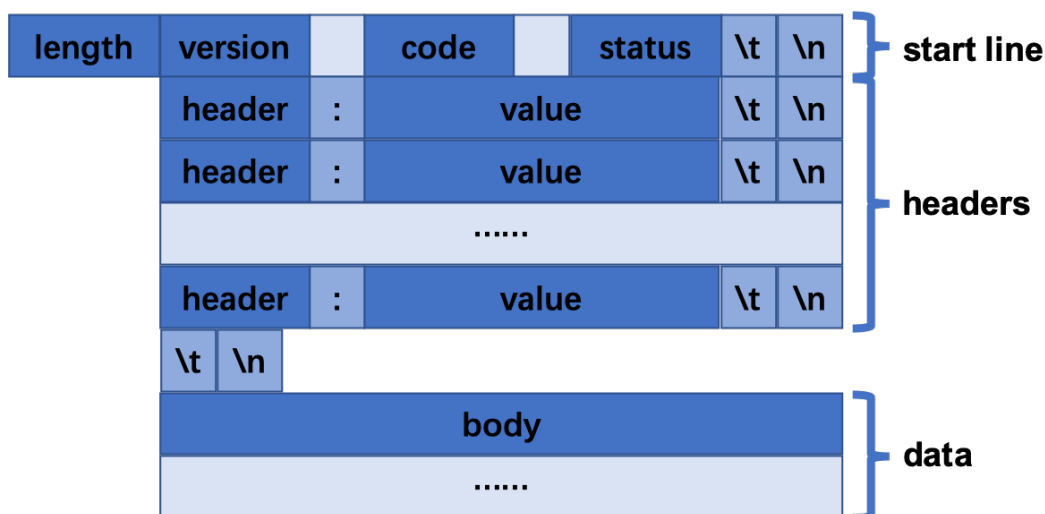 length version code status \t \n start line
header : value \t \n
header : value \t \n
...... headers
header : value \t \n
\t \n
body
...... data